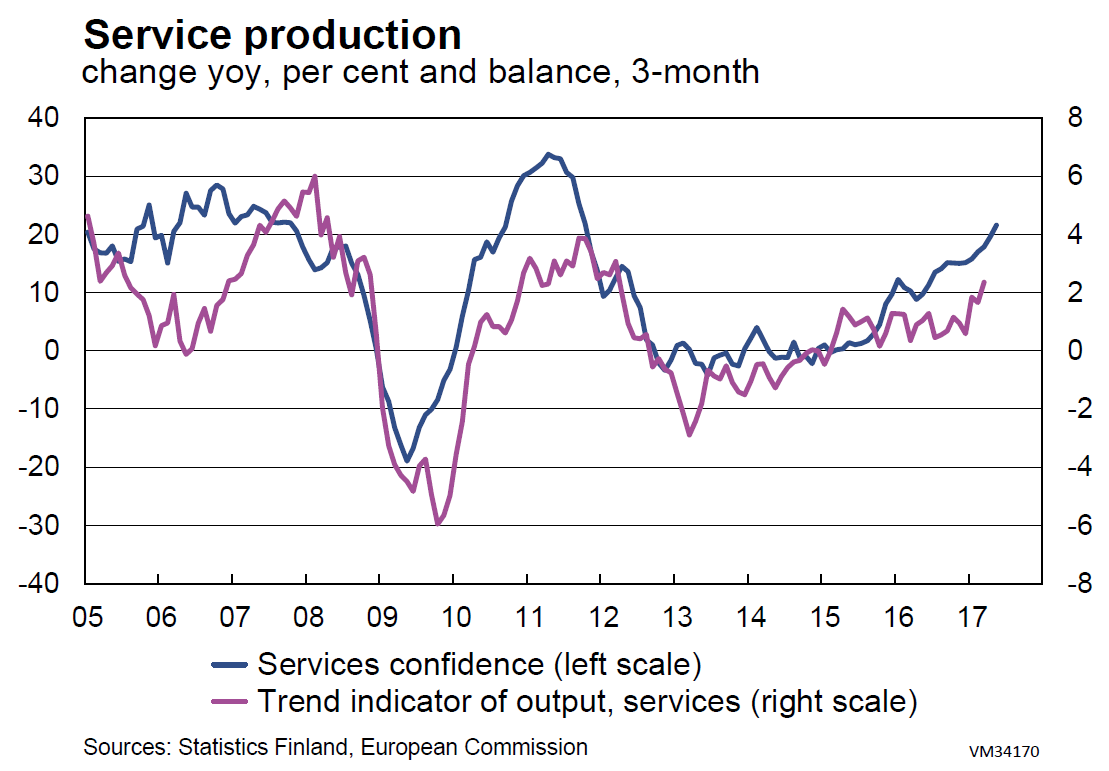 Service production
change yoy, per cent and balance, 3-month
40 8
30 6
20 4
10 2
0 0
-10 -2
-20 -4
-30 -6
-40 -8
05 06 07 08 09 10 11 12 13 14 15 16 17
Services confidence (left scale)
Trend indicator of output, services (right scale)
Sources: Statistics Finland, European Commission VM34170